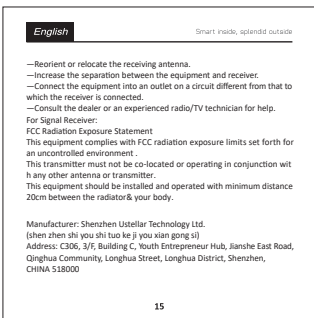 English
Smart inside, splendid outside
—Reorient or relocate the receiving antenna.
—Increase the separation between the equipment and receiver.
—Connect the equipment into an outlet on a circuit different from that to
which the receiver is connected.
—Consult the dealer or an experienced radio/TV technician for help.
For Signal Receiver:
FCC Radiation Exposure Statement
This equipment complies with FCC radiation exposure limits set forth for
an uncontrolled environment .
This transmitter must not be co-located or operating in conjunction wit
h any other antenna or transmitter.
This equipment should be installed and operated with minimum distance
20cm between the radiator& your body.
Manufacturer: Shenzhen Ustellar Technology Ltd.
(shen zhen shi you shi tuo ke ji you xian gong si)
Address: C306, 3/F, Building C, Youth Entrepreneur Hub, Jianshe East Road,
Qinghua Community, Longhua Street, Longhua District, Shenzhen,
CHINA 518000
15